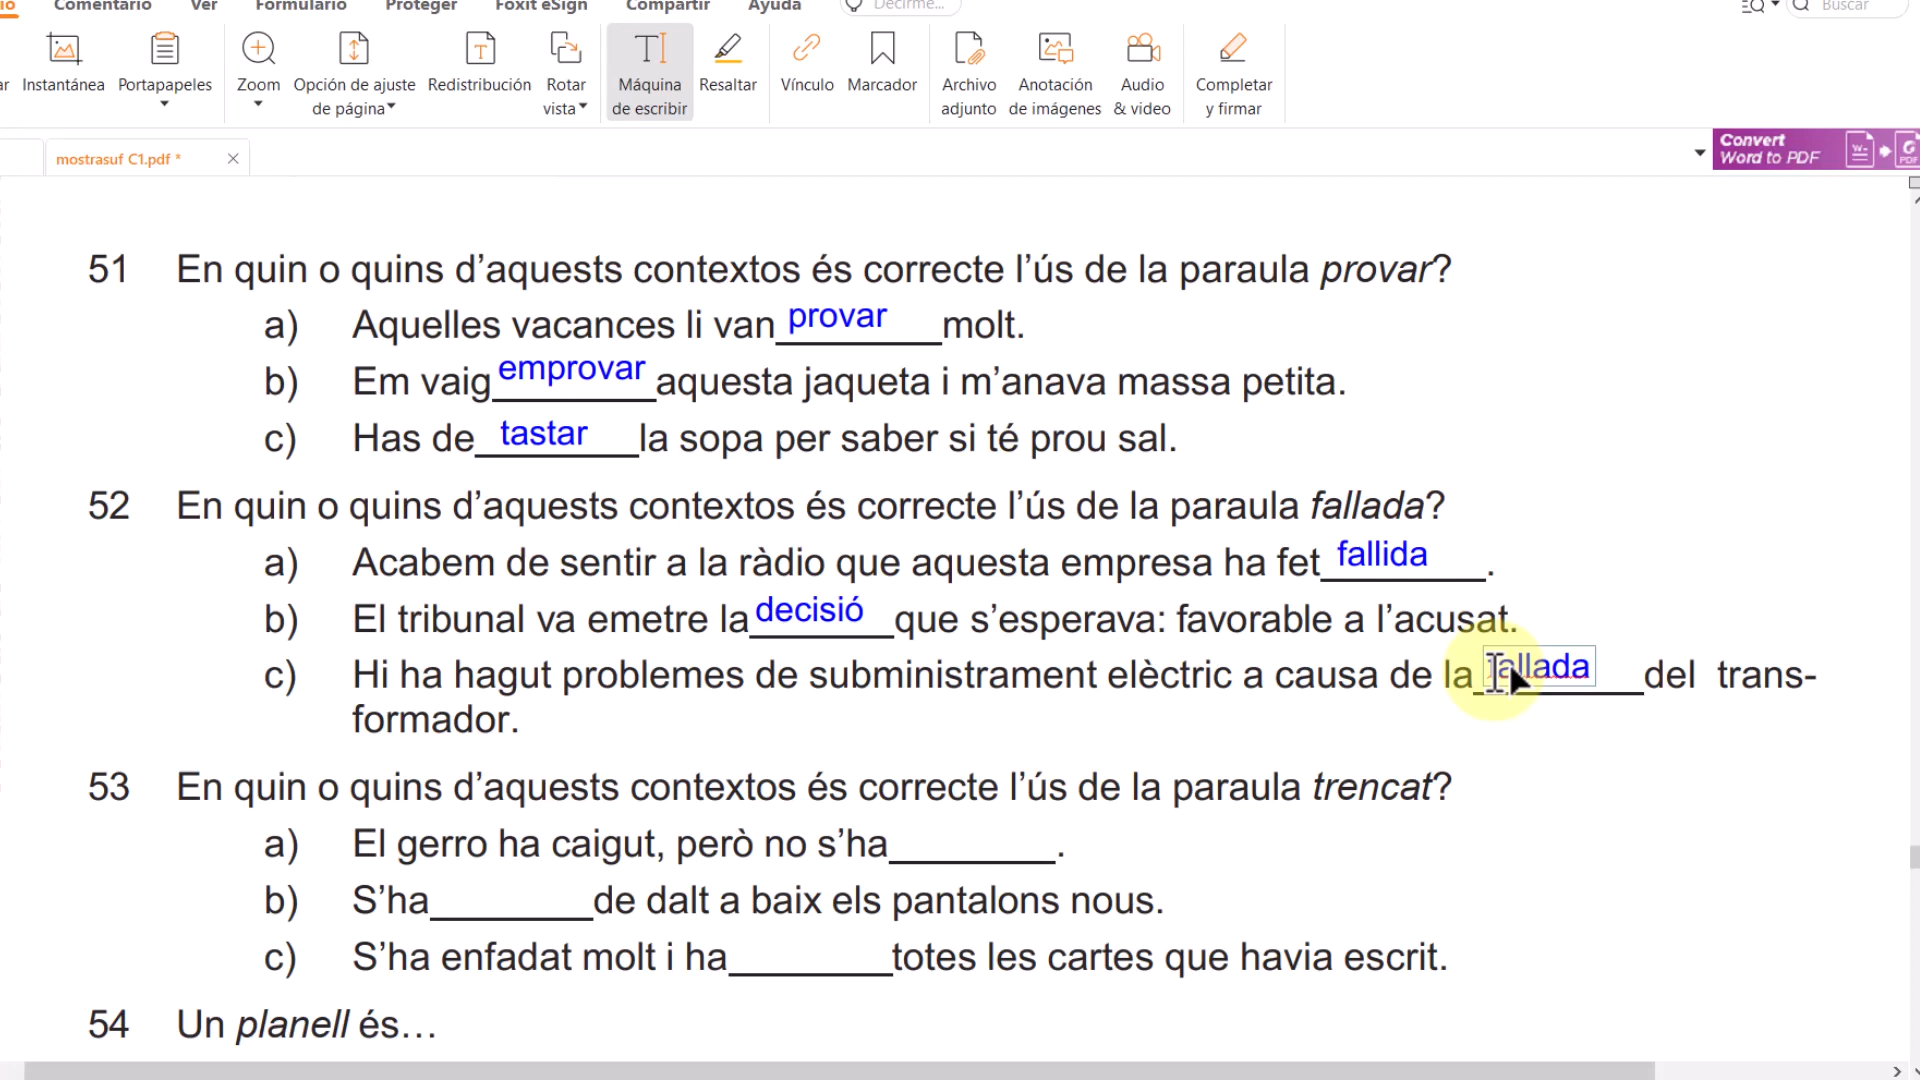 Comentario Ver Formulario Proteger Foxit eSign Compartir Ayuda Decirme... Buscar
Instantánea Portapapeles Zoom Opción de ajuste de página Redistribución Rotar vista Máquina de escribir Resaltar Vínculo Marcador Archivo adjunto Anotación de imágenes Audio & video Completar y firmar
mostrasuf C1.pdf *
Convert
Word to PDF
51 En quin o quins d’aquests contextos és correcte l’ús de la paraula provar?
a) Aquelles vacances li van provar molt.
b) Em vaig emprovar aquesta jaqueta i m’anava massa petita.
c) Has de tastar la sopa per saber si té prou sal.
52 En quin o quins d’aquests contextos és correcte l’ús de la paraula fallada?
a) Acabem de sentir a la ràdio que aquesta empresa ha fet fallida.
b) El tribunal va emetre la decisió que s’esperava: favorable a l’acusat.
c) Hi ha hagut problemes de subministrament elèctric a causa de la fallada del trans-
formador.
53 En quin o quins d’aquests contextos és correcte l’ús de la paraula trencat?
a) El gerro ha caigut, però no s’ha________.
b) S’ha________de dalt a baix els pantalons nous.
c) S’ha enfadat molt i ha________totes les cartes que havia escrit.
54 Un planell és…